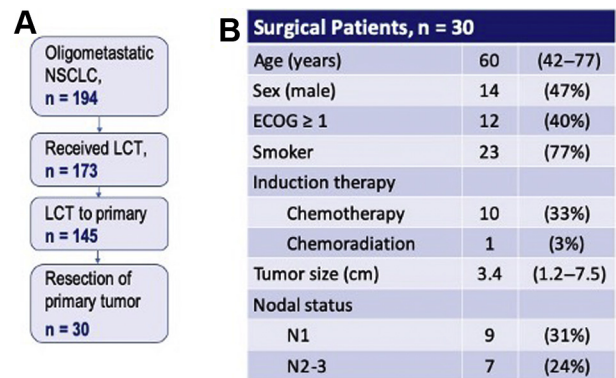 A
Oligometastatic
NSCLC,
n = 194
Received LCT,
n = 173
LCT to primary
n = 145
Resection of
primary tumor
n = 30
B
Surgical Patients, n = 30
Age (years) 60 (42–77)
Sex (male) 14 (47%)
ECOG ≥ 1 12 (40%)
Smoker 23 (77%)
Induction therapy
Chemotherapy 10 (33%)
Chemoradiation 1 (3%)
Tumor size (cm) 3.4 (1.2–7.5)
Nodal status
N1 9 (31%)
N2-3 7 (24%)